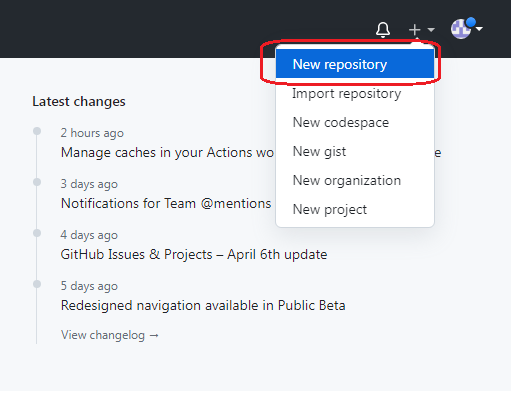 New repository
Import repository
New codespace
New gist
New organization
New project
Latest changes
2 hours ago
Manage caches in your Actions wo
3 days ago
Notifications for Team @mentions
4 days ago
GitHub Issues & Projects – April 6th update
5 days ago
Redesigned navigation available in Public Beta
View changelog →